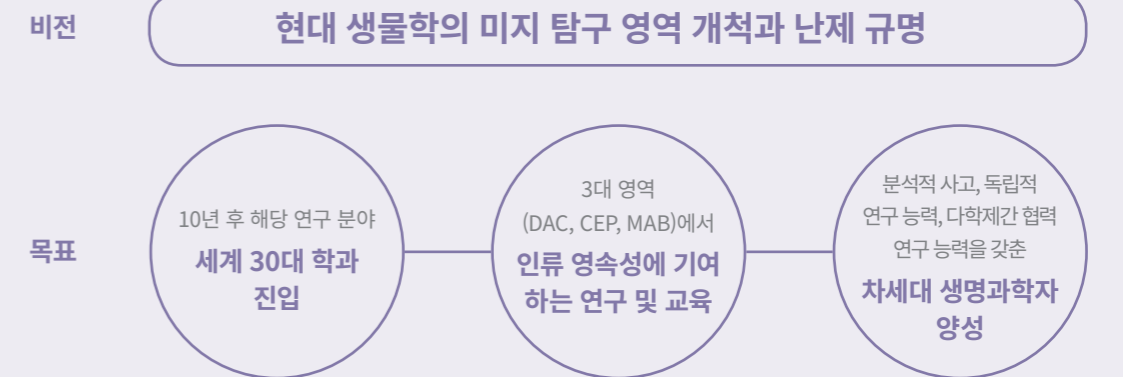 비전
현대 생물학의 미지 탐구 영역 개척과 난제 규명
목표
10년 후 해당 연구 분야
세계 30대 학과
진입
3대 영역
(DAC, CEP, MAB)에서
인류 영속성에 기여
하는 연구 및 교육
분석적 사고, 독립적
연구 능력, 다학제간 협력
연구 능력을 갖춘
차세대 생명과학자
양성